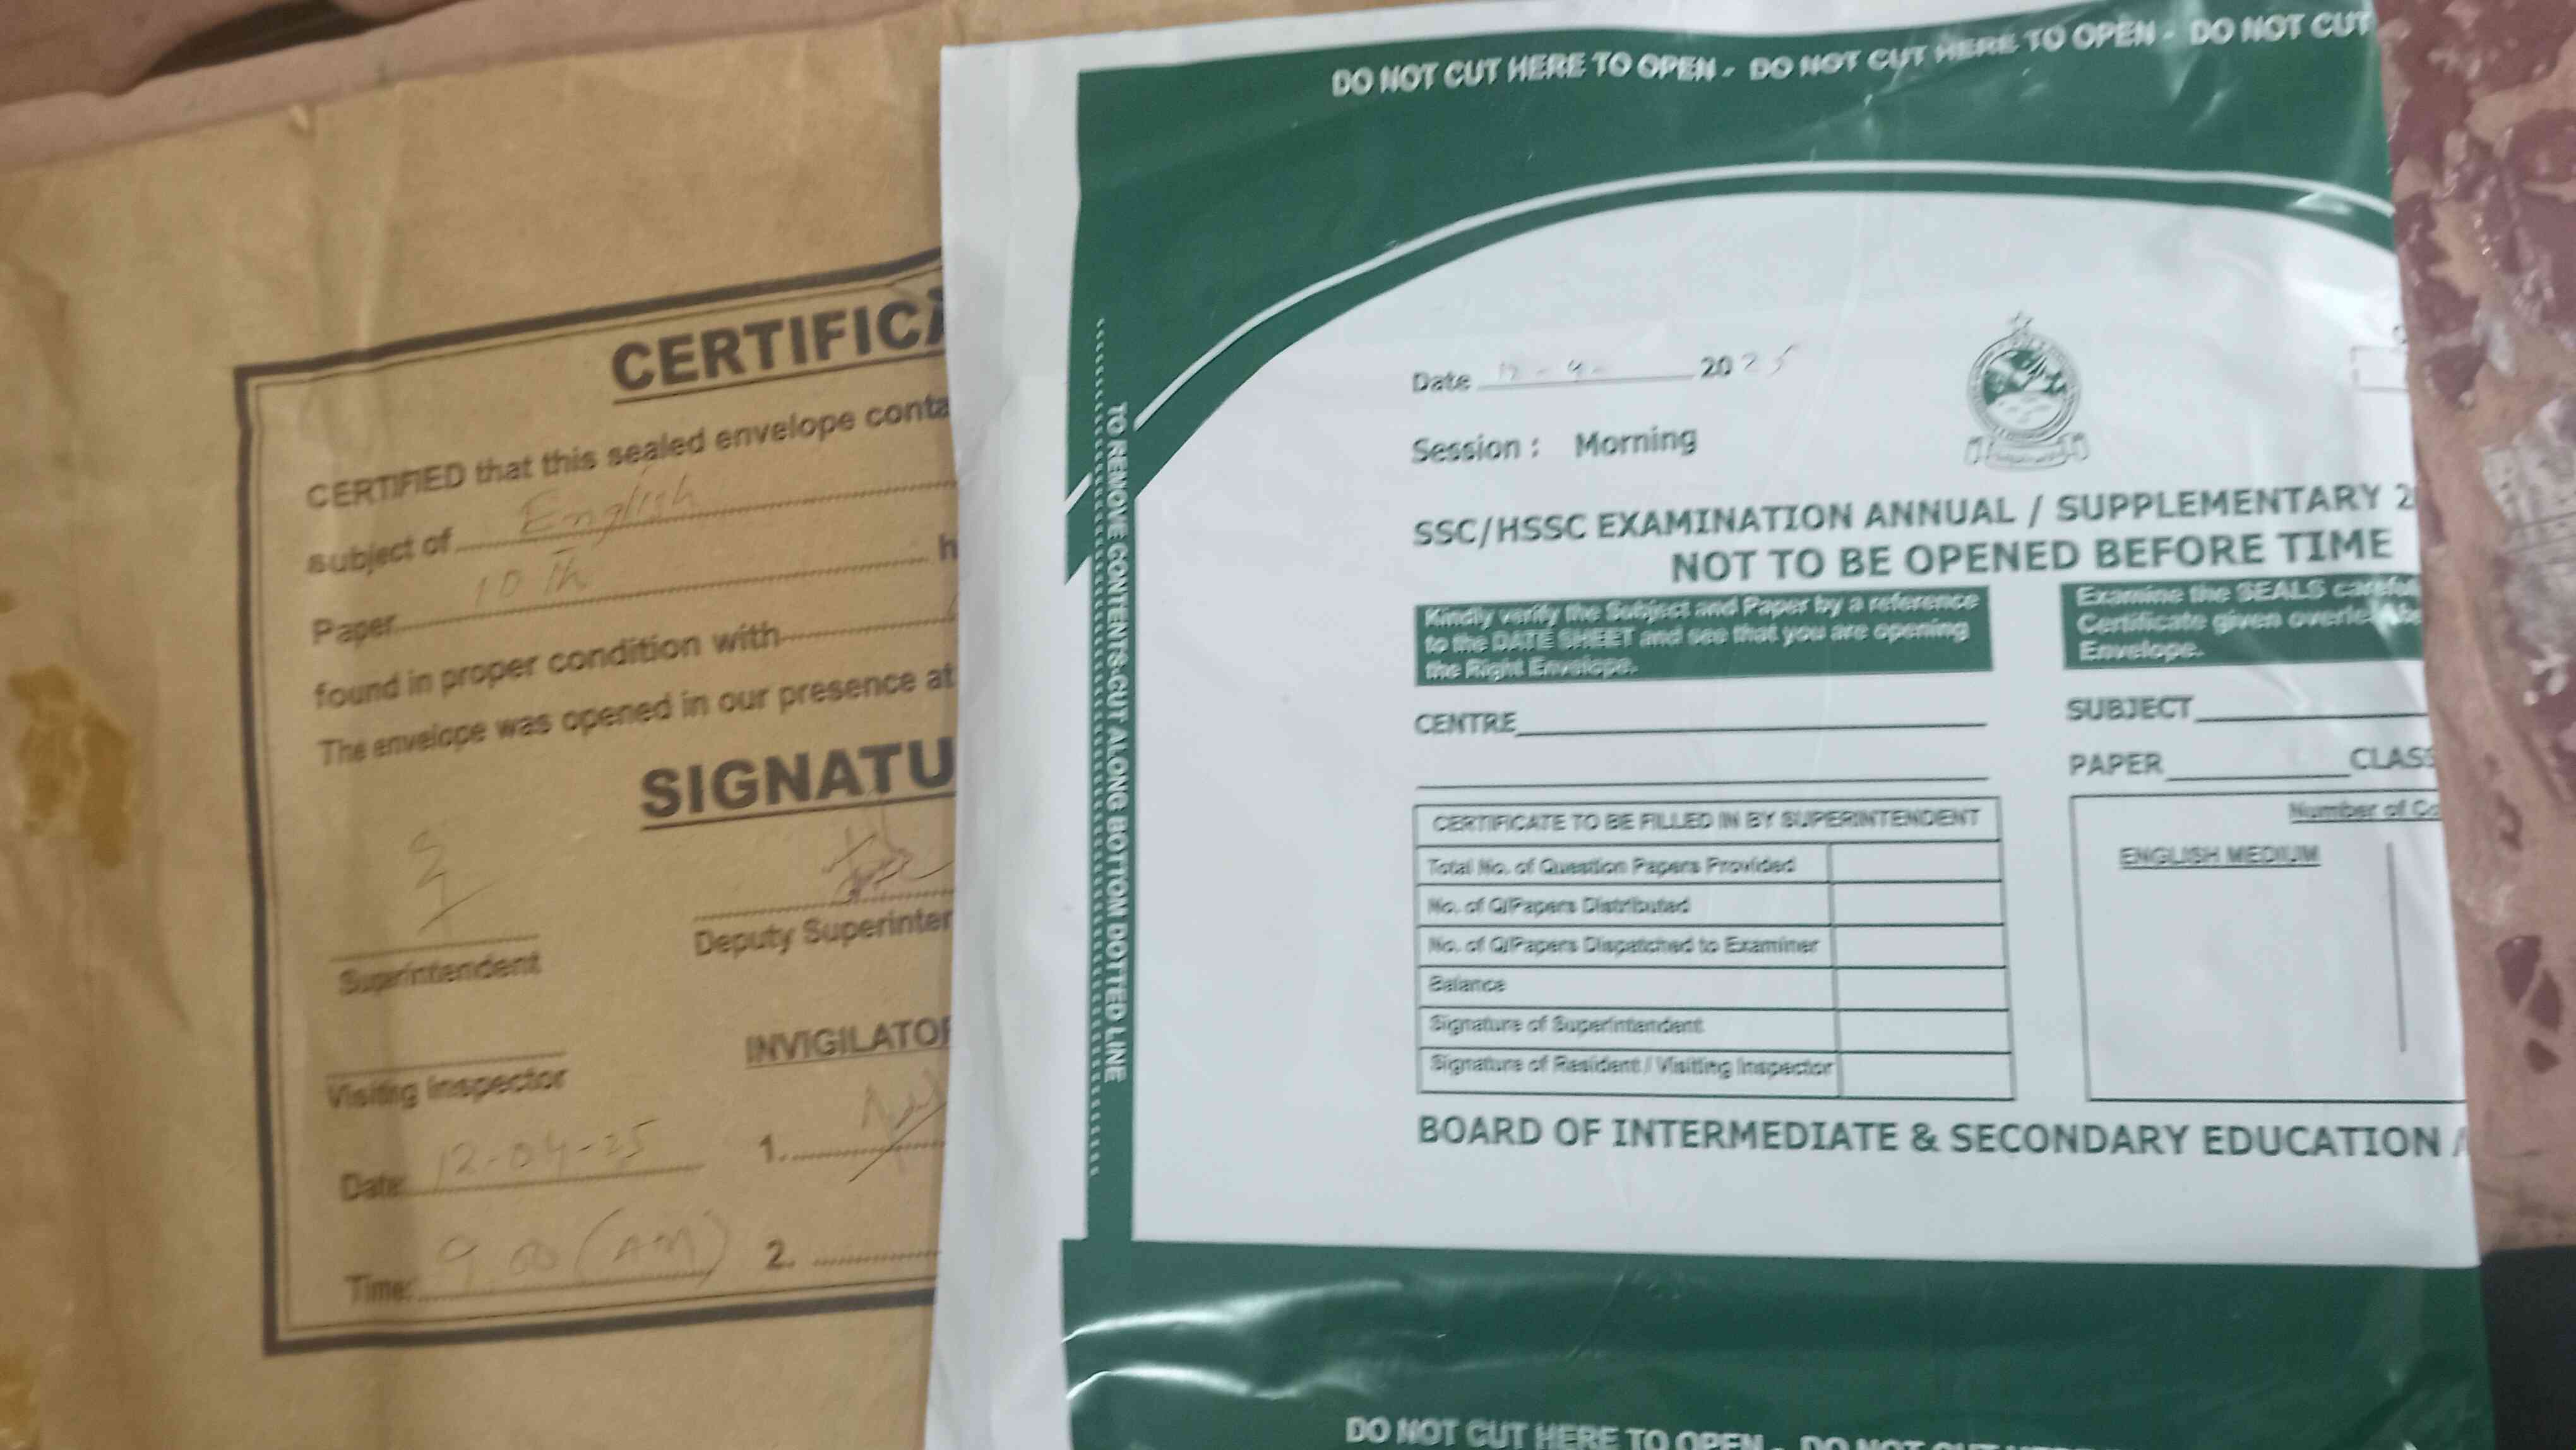 CERTIFICA
CERTIFIED that this sealed envelope conta
subject of English
Paper 10 th h
found in proper condition with
The envelope was opened in our presence at
SIGNATU
Superintendent
Deputy Superinten
Visiting Inspector
INVIGILATOR
Date: 12-04-25
1.
Time: 9.00 (AM)
2.
DO NOT CUT HERE TO OPEN - DO NOT CUT HERE TO OPEN - DO NOT CUT
TO REMOVE CONTENTS-CUT ALONG BOTTOM DOTTED LINE
Date 12-4- 2025
Session : Morning
SSC/HSSC EXAMINATION ANNUAL / SUPPLEMENTARY 2
NOT TO BE OPENED BEFORE TIME
Kindly verify the Subject and Paper by a reference
to the DATE SHEET and see that you are opening
the Right Envelope.
Examine the SEALS
Certificate given
Envelope.
CENTRE
SUBJECT
PAPER CLASS
CERTIFICATE TO BE FILLED IN BY SUPERINTENDENT
Total No. of Question Papers Provided
No. of Q/Papers Distributed
No. of Q/Papers Dispatched to Examiner
Balance
Signature of Superintendent
Signature of Resident / Visiting Inspector
Number of Co
ENGLISH MEDIUM
BOARD OF INTERMEDIATE & SECONDARY EDUCATION
DO NOT CUT HERE TO OPEN - DO NOT CUT HERE